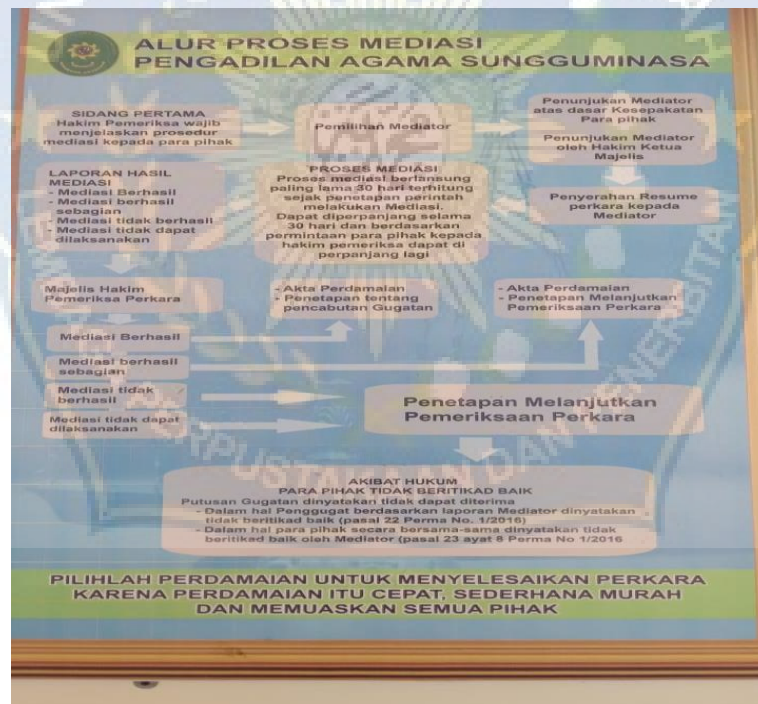 ALUR PROSES MEDIASI
PENGADILAN AGAMA SUNGGUMINASA
SIDANG PERTAMA
Hakim Pemeriksa wajib
menjelaskan prosedur
mediasi kepada para pihak
Pemilihan Mediator
Penunjukan Mediator
atas dasar Kesepakatan
Para pihak
Penunjukan Mediator
oleh Hakim Ketua
Majelis
Penyerahan Resume
perkara kepada
Mediator
PROSES MEDIASI
Proses mediasi berlansung
paling lama 30 hari terhitung
sejak penetapan perintah
melakukan Mediasi.
Dapat diperpanjang selama
30 hari dan berdasarkan
permintaan para pihak kepada
hakim pemeriksa dapat di
perpanjang lagi
LAPORAN HASIL
MEDIASI
- Mediasi Berhasil
- Mediasi berhasil
sebagian
- Mediasi tidak berhasil
- Mediasi tidak dapat
dilaksanakan
Majelis Hakim
Pemeriksa Perkara
- Akta Perdamaian
- Penetapan tentang
pencabutan Gugatan
- Akta Perdamaian
- Penetapan Melanjutkan
Pemeriksaan Perkara
Mediasi Berhasil
Mediasi berhasil
sebagian
Mediasi tidak
berhasil
Mediasi tidak dapat
dilaksanakan
Penetapan Melanjutkan
Pemeriksaan Perkara
AKIBAT HUKUM
PARA PIHAK TIDAK BERITIKAD BAIK
Putusan Gugatan dinyatakan tidak dapat diterima
- Dalam hal Penggugat berdasarkan laporan Mediator dinyatakan
tidak beritikad baik (pasal 22 Perma No. 1/2016)
- Dalam hal para pihak secara bersama-sama dinyatakan tidak
beritikad baik oleh Mediator (pasal 23 ayat 8 Perma No 1/2016
PILIHLAH PERDAMAIAN UNTUK MENYELESAIKAN PERKARA
KARENA PERDAMAIAN ITU CEPAT, SEDERHANA MURAH
DAN MEMUASKAN SEMUA PIHAK
PERPUSTAKAAN DAN PENERBITA